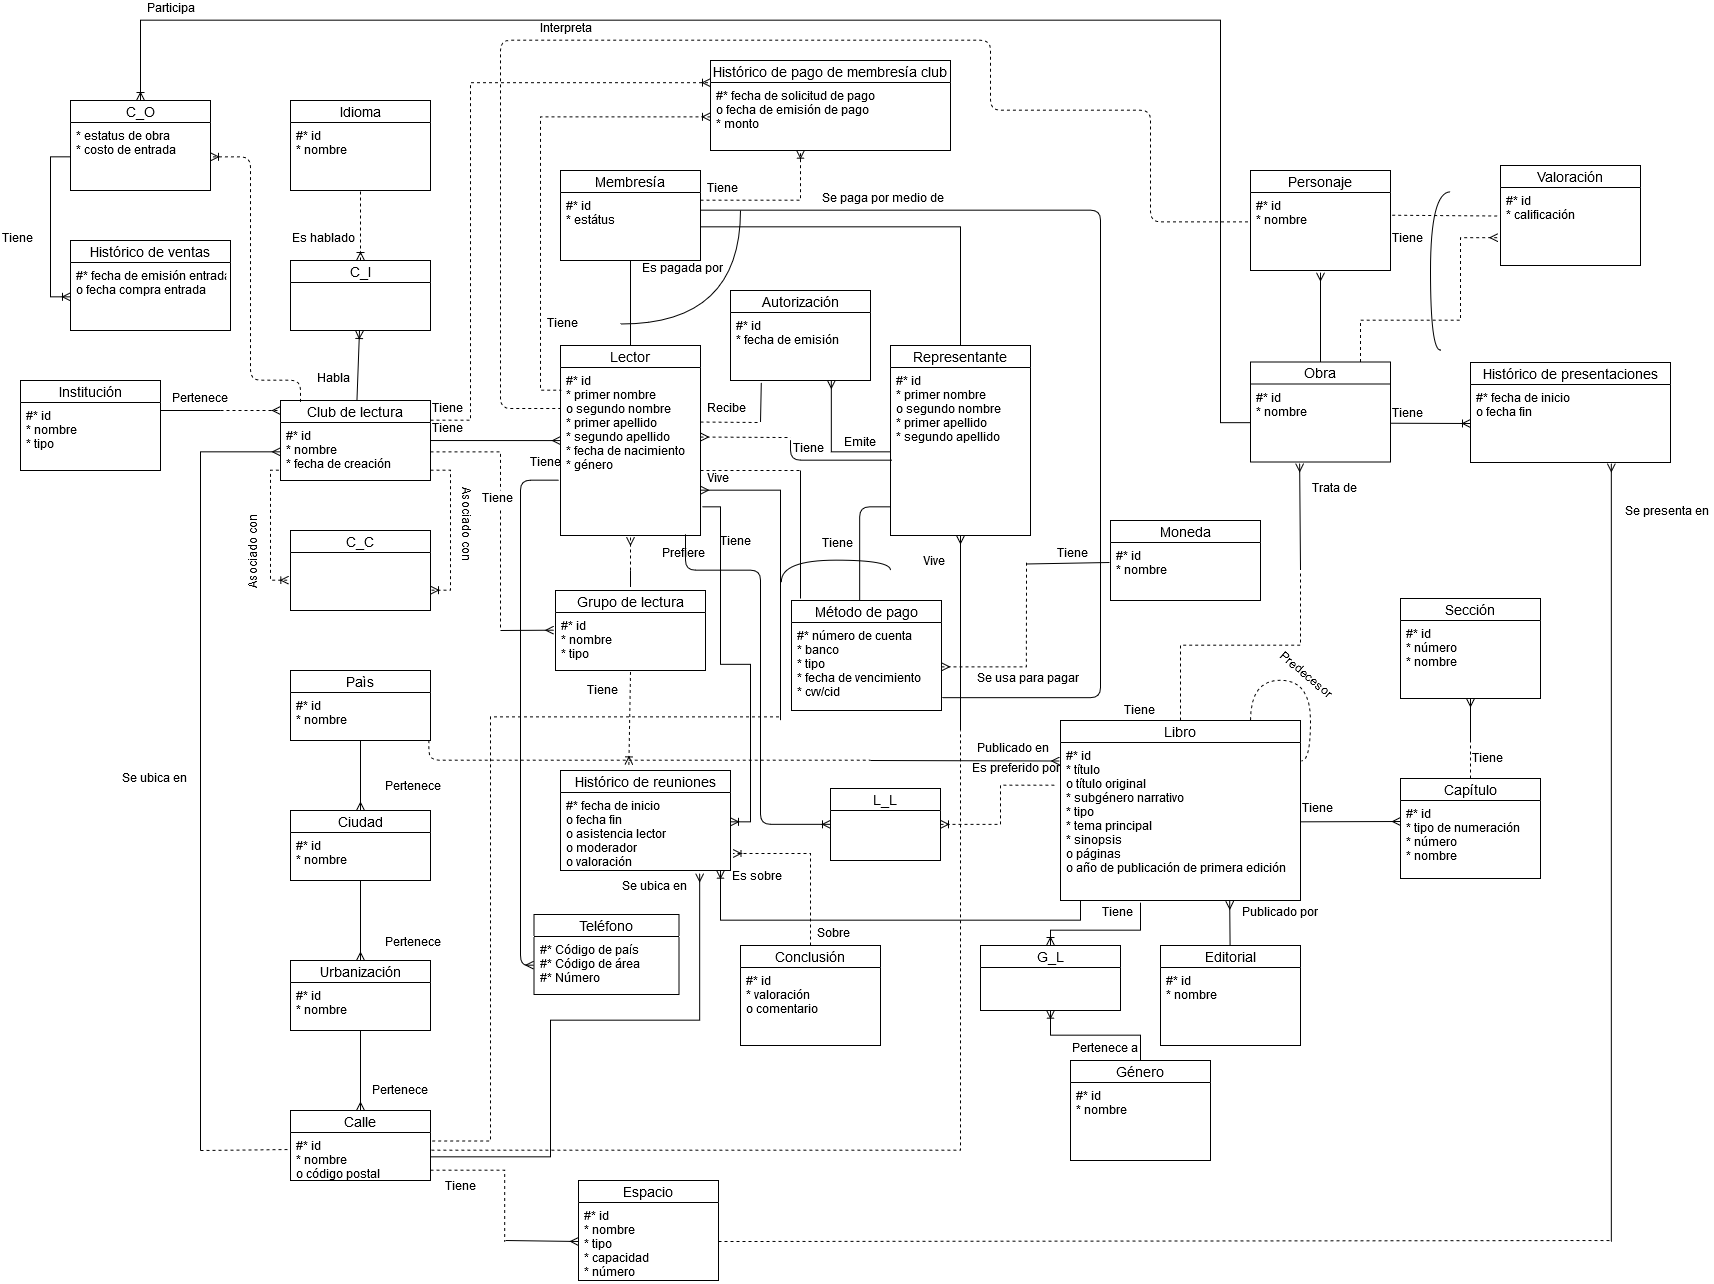 Participa
Interpreta
C_O
* estatus de obra
* costo de entrada
Idioma
#* id
* nombre
Histórico de pago de membresía club
#* fecha de solicitud de pago
o fecha de emisión de pago
* monto
Membresía
#* id
* estátus
Tiene
Se paga por medio de
Personaje
#* id
* nombre
Valoración
#* id
* calificación
Tiene
Tiene
Histórico de ventas
#* fecha de emisión entrada
o fecha compra entrada
Es hablado
C_I
Es pagada por
Autorización
#* id
* fecha de emisión
Tiene
Lector
#* id
* primer nombre
o segundo nombre
* primer apellido
* segundo apellido
* fecha de nacimiento
* género
Representante
#* id
* primer nombre
o segundo nombre
* primer apellido
* segundo apellido
Obra
#* id
* nombre
Histórico de presentaciones
#* fecha de inicio
o fecha fin
Tiene
Institución
#* id
* nombre
* tipo
Pertenece
Habla
Club de lectura
#* id
* nombre
* fecha de creación
Tiene
Tiene
Recibe
Emite
Tiene
Tiene
Vive
Tiene
Asociado con
Asociado con
C_C
Trata de
Se presenta en
Prefiere
Tiene
Tiene
Vive
Tiene
Moneda
#* id
* nombre
Grupo de lectura
#* id
* nombre
* tipo
Método de pago
#* número de cuenta
* banco
* tipo
* fecha de vencimiento
* cvv/cid
Se usa para pagar
Sección
#* id
* número
* nombre
Predecesor
País
#* id
* nombre
Tiene
Tiene
Libro
#* id
* título
o título original
* subgénero narrativo
* tipo
* tema principal
* sinopsis
o páginas
o año de publicación de primera edición
Publicado en
Es preferido por
Tiene
Se ubica en
Pertenece
Histórico de reuniones
#* fecha de inicio
o fecha fin
o asistencia lector
o moderador
o valoración
L_L
Tiene
Capítulo
#* id
* tipo de numeración
* número
* nombre
Ciudad
#* id
* nombre
Se ubica en
Es sobre
Tiene
Publicado por
Pertenece
Teléfono
#* Código de país
#* Código de área
#* Número
Sobre
Conclusión
#* id
* valoración
o comentario
G_L
Editorial
#* id
* nombre
Urbanización
#* id
* nombre
Pertenece a
Género
#* id
* nombre
Pertenece
Calle
#* id
* nombre
o código postal
Tiene
Espacio
#* id
* nombre
* tipo
* capacidad
* número